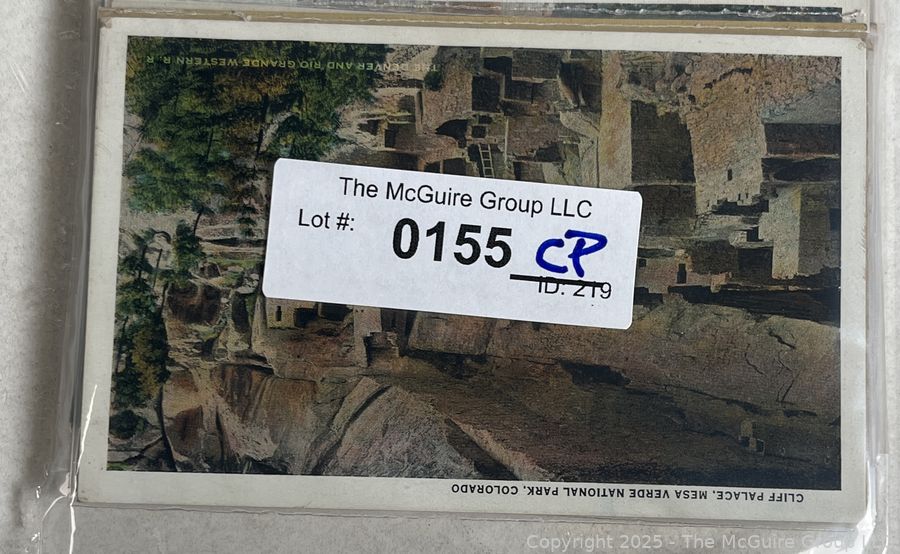 THE DENVER AND RIO GRANDE WESTERN R. R.
The McGuire Group LLC
Lot #:
0155 CP
ID: 219
CLIFF PALACE, MESA VERDE NATIONAL PARK, COLORADO
Copyright 2025 - The McGuire Group LLC